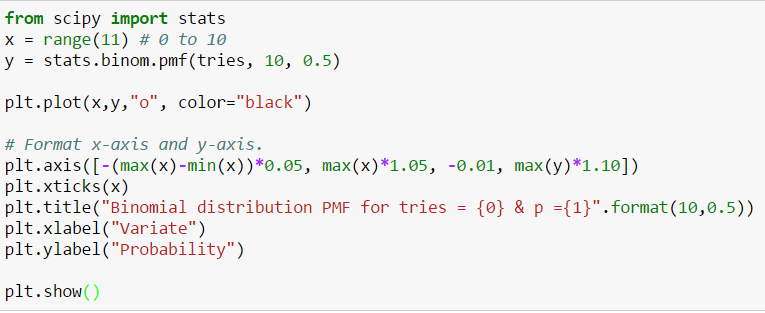 from scipy import stats
x = range(11) # 0 to 10
y = stats.binom.pmf(tries, 10, 0.5)
plt.plot(x,y,"o", color="black")
# Format x-axis and y-axis.
plt.axis([-(max(x)-min(x))*0.05, max(x)*1.05, -0.01, max(y)*1.10])
plt.xticks(x)
plt.title("Binomial distribution PMF for tries = {0} & p ={1}".format(10,0.5))
plt.xlabel("Variate")
plt.ylabel("Probability")
plt.show()